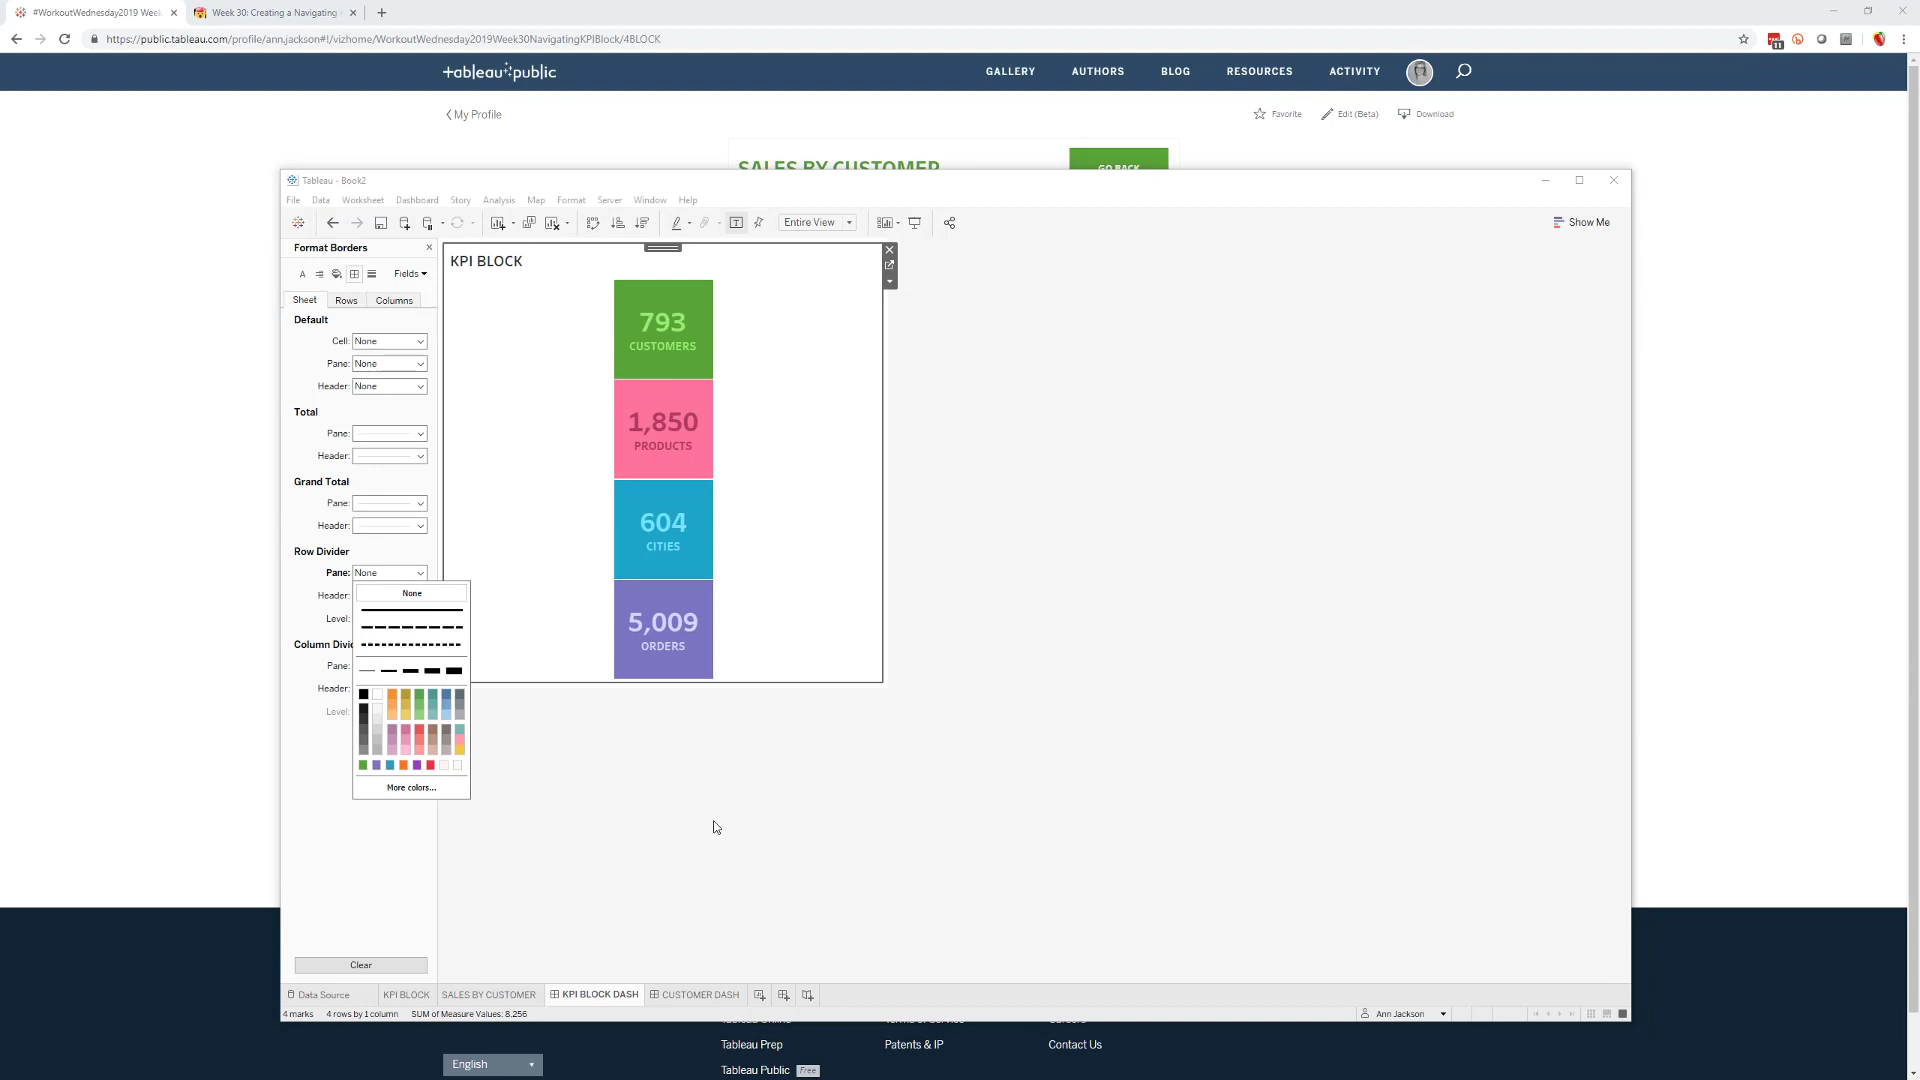 #WorkoutWednesday2019 Week
Week 30: Creating a Navigating
https://public.tableau.com/profile/ann.jackson#!/vizhome/WorkoutWednesday2019Week30NavigatingKPIBlock/4BLOCK
11
+ableau+public
GALLERY
AUTHORS
BLOG
RESOURCES
ACTIVITY
My Profile
Favorite
Edit (Beta)
Download
SALES BY CUSTOMER
GO BACK
Tableau - Book2
File
Data
Worksheet
Dashboard
Story
Analysis
Map
Format
Server
Window
Help
Entire View
Show Me
Format Borders
Fields
Sheet
Rows
Columns
Default
Cell: None
Pane: None
Header: None
Total
Pane:
Header:
Grand Total
Pane:
Header:
Row Divider
Pane: None
Header:
Level:
Column Divi
Pane:
Header:
Level:
None
More colors...
Clear
KPI BLOCK
793
CUSTOMERS
1,850
PRODUCTS
604
CITIES
5,009
ORDERS
Data Source
KPI BLOCK
SALES BY CUSTOMER
KPI BLOCK DASH
CUSTOMER DASH
4 marks
4 rows by 1 column
SUM of Measure Values: 8,256
Ann Jackson
Tableau Prep
Patents & IP
Contact Us
English
Tableau Public
Free